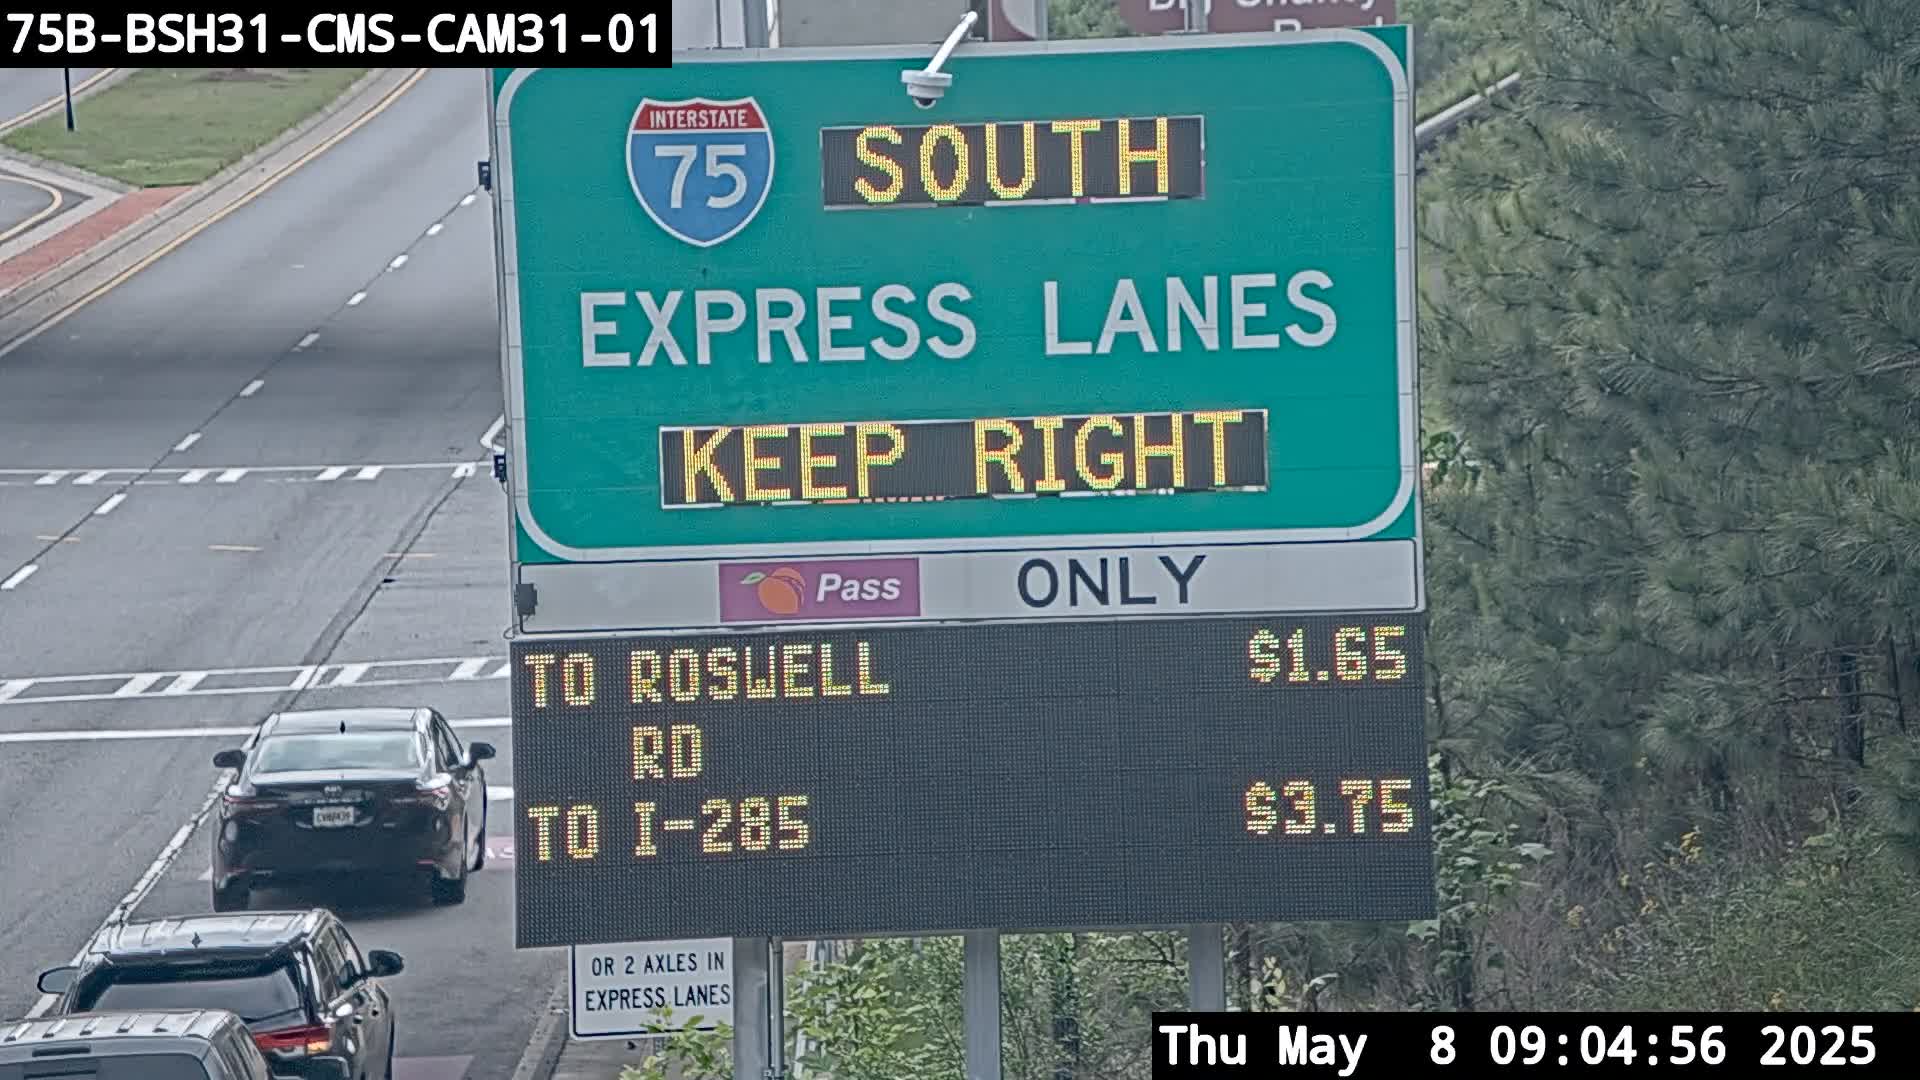 75B-BSH31-CMS-CAM31-01
INTERSTATE
75
SOUTH
EXPRESS LANES
KEEP RIGHT
Pass ONLY
TO ROSWELL $1.65
RD
TO I-285 $3.75
OR 2 AXLES IN
EXPRESS LANES
Thu May 8 09:04:56 2025